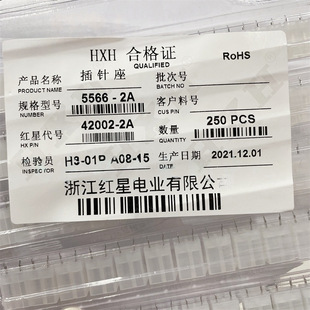 HXH 合格证 RoHS
QUALIFIED
产品名称 插针座 批次号
PRODUCT NAME BATCH NO
规格型号 5566-2A 客户料号
NUMBER CUS P/N
红星代号 42002-2A 数量 250 PCS
HX P/N QUANTITY
检验员 H3-01P A08-15 生产日期 2021.12.01
INSPECTOR
浙江红星电业有限公